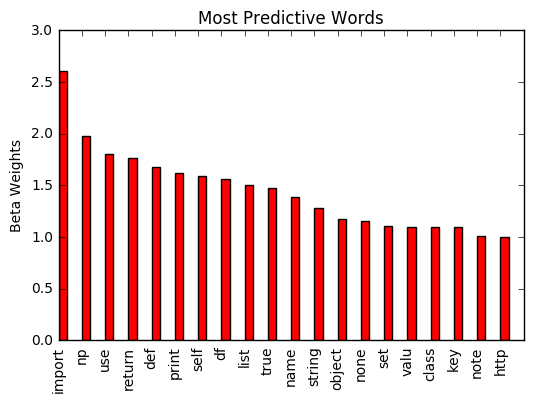 Most Predictive Words
3.0
2.5
2.0
1.5
1.0
0.5
0.0
Beta Weights
import
np
use
return
def
print
self
df
list
true
name
string
object
none
set
valu
class
key
note
http